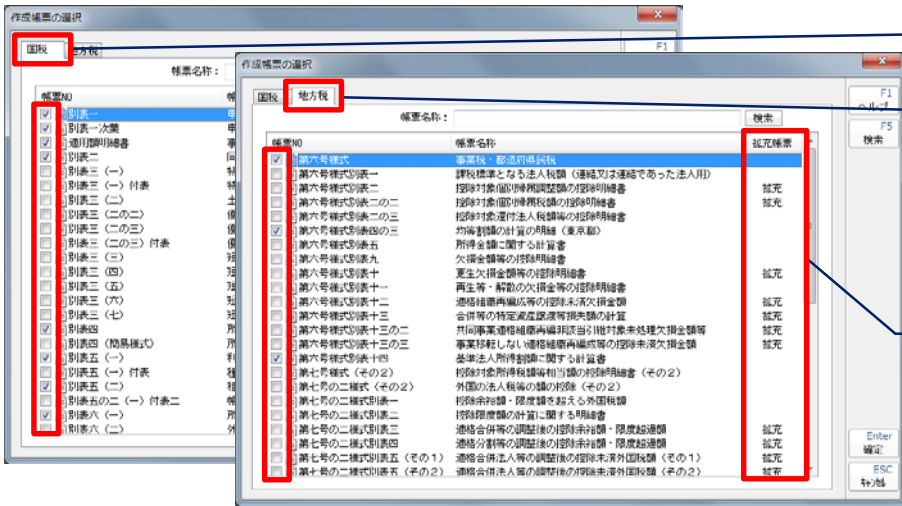 作成帳票の選択
国税
地方税
帳票名称:
F1
帳票NO
別表一
別表一次葉
適用額明細書
別表二
別表三(一)
別表三(一)付表
別表三(二)
別表三(二の二)
別表三(二の三)
別表三(二の三)付表
別表三(三)
別表三(四)
別表三(五)
別表三(六)
別表三(七)
別表四
別表四(簡易様式)
別表五(一)
別表五(一)付表
別表五(二)
別表五の二(一)付表二
別表六(一)
別表六(二)
作成帳票の選択
国税
地方税
帳票名称:
検索
F1
ヘルプ
F5
検索
帳票NO 帳票名称 拡充帳票
第六号様式 事業税・都道府県民税
第六号様式別表一 課税標準となる法人税額(連結又は連結であった法人用)
第六号様式別表二 控除対象個別帰属調整額の控除明細書 拡充
第六号様式別表二の二 控除対象個別帰属税額の控除明細書 拡充
第六号様式別表二の三 控除対象還付法人税額等の控除明細書
第六号様式別表四の三 均等割額の計算の明細(東京都)
第六号様式別表五 所得金額に関する計算書
第六号様式別表九 欠損金額等の控除明細書
第六号様式別表十 更生欠損金額等の控除明細書
第六号様式別表十一 再生等・解散の欠損金等の控除明細書
第六号様式別表十二 適格組織再編成等の控除未済欠損金額 拡充
第六号様式別表十三 合併等の特定資産譲渡等損失額の計算 拡充
第六号様式別表十三の二 共同事業適格組織再編非該当引継対象未処理欠損金額等 拡充
第六号様式別表十三の三 事業移転しない適格組織再編成等の控除未済欠損金額 拡充
第六号様式別表十四 基準法人所得割額に関する計算書
第七号様式(その2) 控除対象所得税額等相当額の控除明細書(その2)
第七号の二様式(その2) 外国の法人税等の額の控除(その2)
第七号の二様式別表一 控除余裕額・限度額を超える外国税額
第七号の二様式別表二 控除限度額の計算に関する明細書
第七号の二様式別表三 適格合併等の調整後の控除余裕額・限度超過額 拡充
第七号の二様式別表四 適格分割等の調整後の控除余裕額・限度超過額 拡充
第七号の二様式別表五(その1) 適格合併法人等の調整後の控除未済外国税額(その1) 拡充
第七号の二様式別表五(その2) 適格合併法人等の調整後の控除未済外国税額(その2) 拡充
Enter
確定
ESC
キャンセル